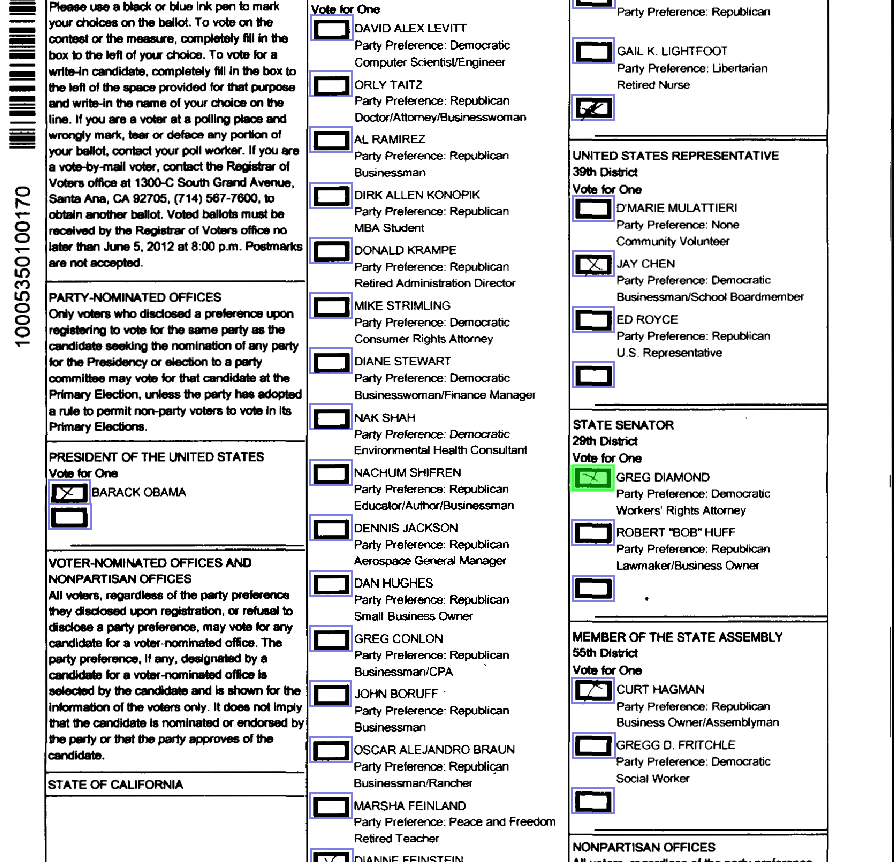 Please use a black or blue ink pen to mark
your choices on the ballot. To vote on the
contest or the measure, completely fill in the
box to the left of your choice. To vote for a
write-in candidate, completely fill in the box to
the left of the space provided for that purpose
and write-in the name of your choice on the
line. If you are a voter at a polling place and
wrongly mark, tear or deface any portion of
your ballot, contact your poll worker. If you are
a vote-by-mail voter, contact the Registrar of
Voters office at 1300-C South Grand Avenue,
Santa Ana, CA 92705, (714) 567-7600, to
obtain another ballot. Voted ballots must be
received by the Registrar of Voters office no
later than June 5, 2012 at 8:00 p.m. Postmarks
are not accepted.
10005350100170
PARTY-NOMINATED OFFICES
Only voters who disclosed a preference upon
registering to vote for the same party as the
candidate seeking the nomination of any party
for the Presidency or election to a party
committee may vote for that candidate at the
Primary Election, unless the party has adopted
a rule to permit non-party voters to vote in its
Primary Elections.
PRESIDENT OF THE UNITED STATES
Vote for One
BARACK OBAMA
VOTER-NOMINATED OFFICES AND
NONPARTISAN OFFICES
All voters, regardless of the party preference
they disclosed upon registration, or refusal to
disclose a party preference, may vote for any
candidate for a voter-nominated office. The
party preference, if any, designated by a
candidate for a voter-nominated office is
selected by the candidate and is shown for the
information of the voters only. It does not imply
that the candidate is nominated or endorsed by
the party or that the party approves of the
candidate.
STATE OF CALIFORNIA
Vote for One
DAVID ALEX LEVITT
Party Preference: Democratic
Computer Scientist/Engineer
ORLY TAITZ
Party Preference: Republican
Doctor/Attorney/Businesswoman
AL RAMIREZ
Party Preference: Republican
Businessman
DIRK ALLEN KONOPIK
Party Preference: Republican
MBA Student
DONALD KRAMPE
Party Preference: Republican
Retired Administration Director
MIKE STRIMLING
Party Preference: Democratic
Consumer Rights Attorney
DIANE STEWART
Party Preference: Democratic
Businesswoman/Finance Manager
NAK SHAH
Party Preference: Democratic
Environmental Health Consultant
NACHUM SHIFREN
Party Preference: Republican
Educator/Author/Businessman
DENNIS JACKSON
Party Preference: Republican
Aerospace General Manager
DAN HUGHES
Party Preference: Republican
Small Business Owner
GREG CONLON
Party Preference: Republican
Businessman/CPA
JOHN BORUFF
Party Preference: Republican
Businessman
OSCAR ALEJANDRO BRAUN
Party Preference: Republican
Businessman/Rancher
MARSHA FEINLAND
Party Preference: Peace and Freedom
Retired Teacher
DIANNE FEINSTEIN
Party Preference: Republican
GAIL K. LIGHTFOOT
Party Preference: Libertarian
Retired Nurse
UNITED STATES REPRESENTATIVE
39th District
Vote for One
D'MARIE MULATTIERI
Party Preference: None
Community Volunteer
JAY CHEN
Party Preference: Democratic
Businessman/School Boardmember
ED ROYCE
Party Preference: Republican
U.S. Representative
STATE SENATOR
29th District
Vote for One
GREG DIAMOND
Party Preference: Democratic
Workers' Rights Attorney
ROBERT "BOB" HUFF
Party Preference: Republican
Lawmaker/Business Owner
MEMBER OF THE STATE ASSEMBLY
55th District
Vote for One
CURT HAGMAN
Party Preference: Republican
Business Owner/Assemblyman
GREGG D. FRITCHLE
Party Preference: Democratic
Social Worker
NONPARTISAN OFFICES
All voters, regardless of the party preference